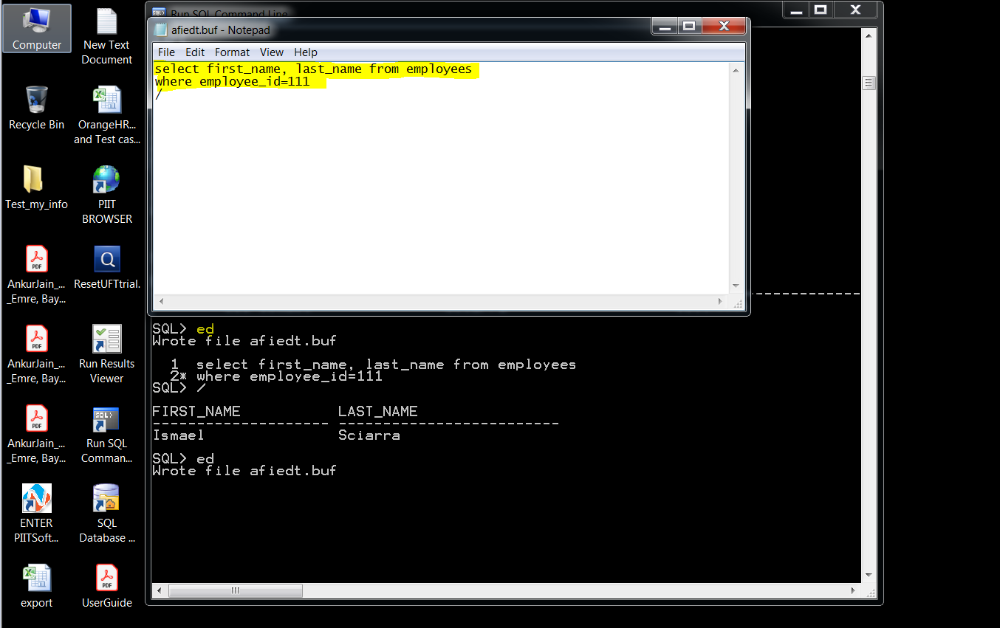 Computer
New Text
Document
Recycle Bin
OrangeHR...
and Test cas...
Test_my_info
PIIT
BROWSER
AnkurJain_...
_Emre, Bay...
ResetUFTtrial.
AnkurJain_...
_Emre, Bay...
Run Results
Viewer
AnkurJain_...
_Emre, Bay...
Run SQL
Comman...
ENTER
PIITSoft...
SQL
Database ...
export
UserGuide
Run SQL Command Line
afiedt.buf - Notepad
File Edit Format View Help
select first_name, last_name from employees
where employee_id=111
/
SQL> ed
Wrote file afiedt.buf
1 select first_name, last_name from employees
2* where employee_id=111
SQL> /
FIRST_NAME LAST_NAME
-------------------- -------------------------
Ismael Sciarra
SQL> ed
Wrote file afiedt.buf